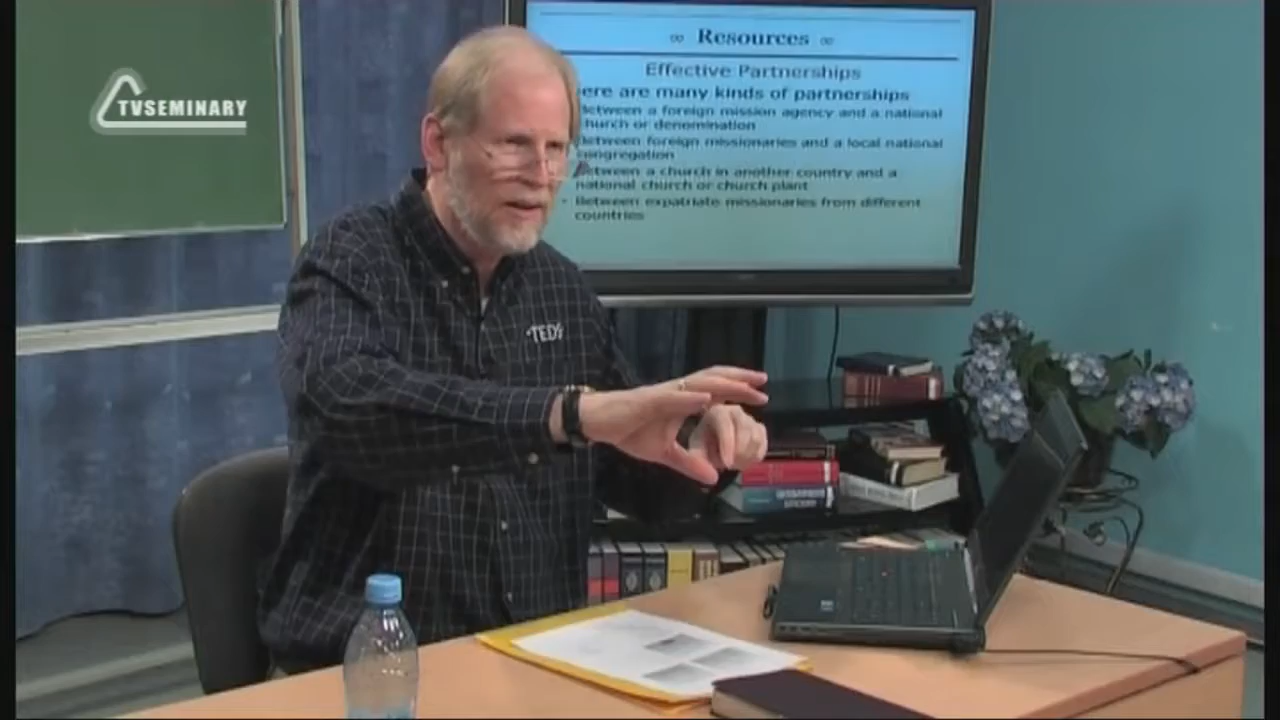 TVSEMINARY
Resources
Effective Partnerships
ere are many kinds of partnerships
Between a foreign mission agency and a national
hurch or denomination
Between foreign missionaries and a local national
congregation
Between a church in another country and a
national church or church plant
- Between expatriate missionaries from different
countries
TEDS